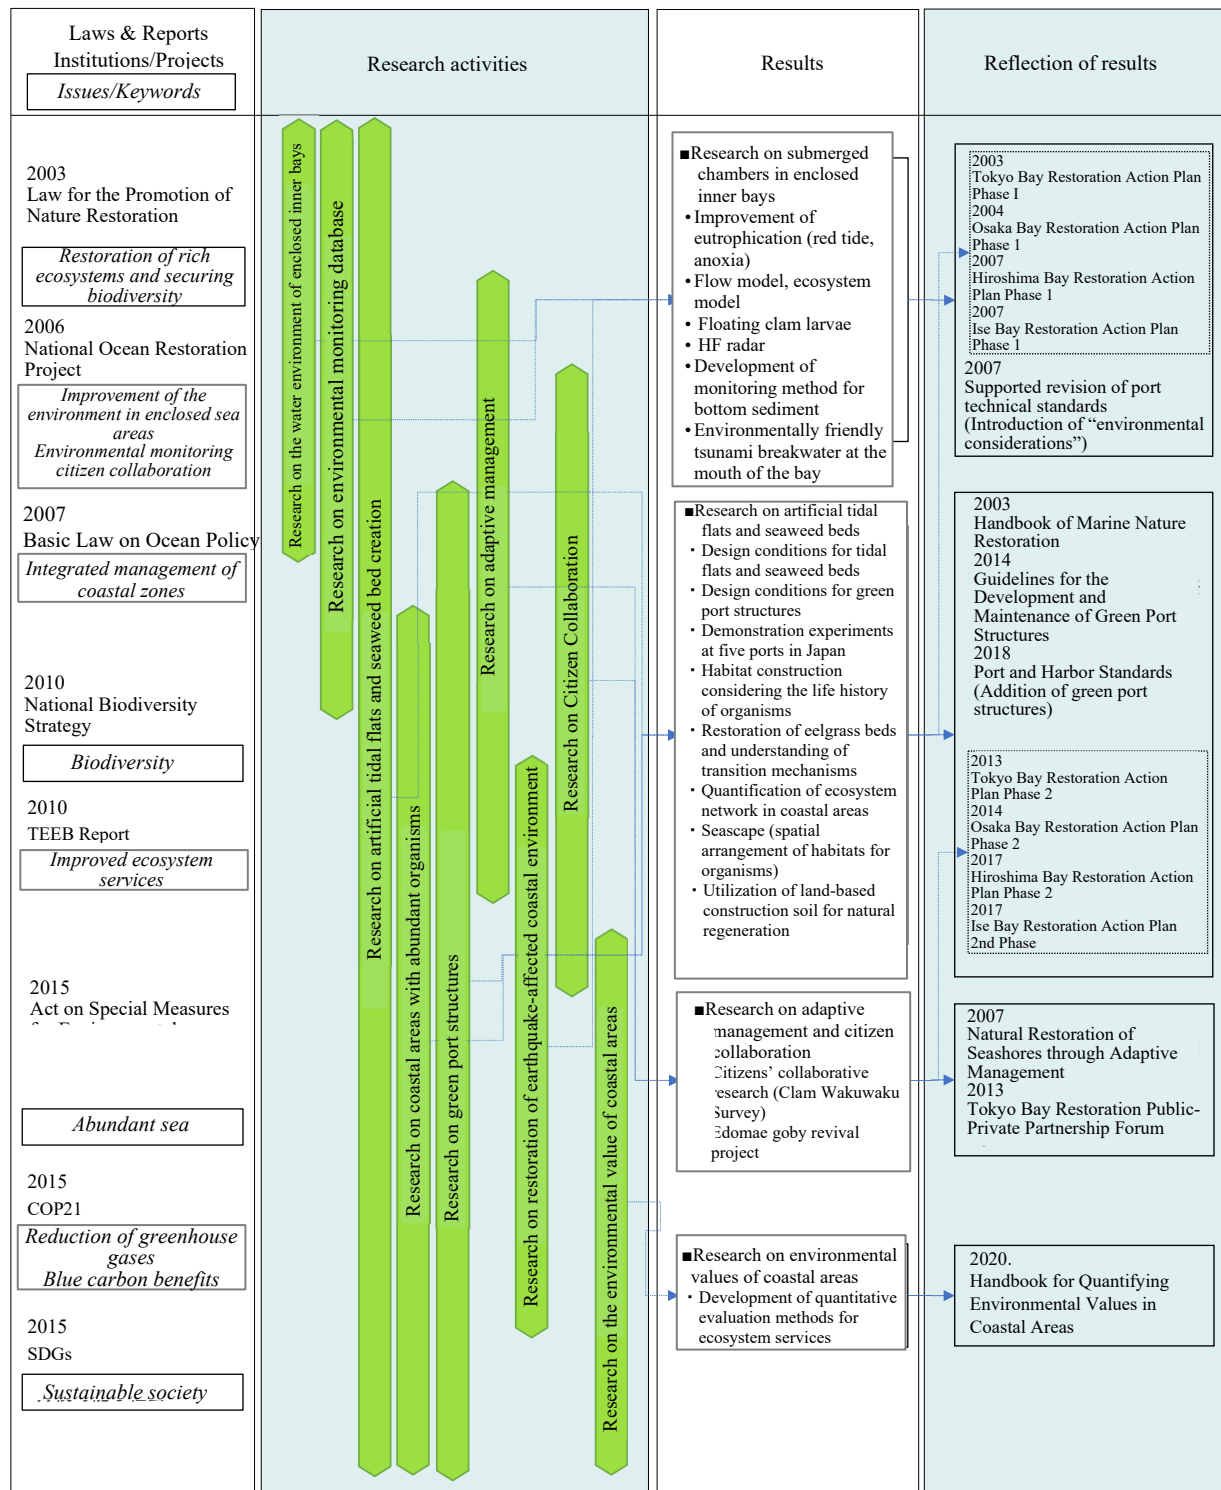 Laws & Reports
Institutions/Projects
Issues/Keywords
Research activities
Results
Reflection of results
2003
Law for the Promotion of
Nature Restoration
Restoration of rich
ecosystems and securing
biodiversity
2006
National Ocean Restoration
Project
Improvement of the
environment in enclosed sea
areas
Environmental monitoring
citizen collaboration
2007
Basic Law on Ocean Policy
Integrated management of
coastal zones
2010
National Biodiversity
Strategy
Biodiversity
2010
TEEB Report
Improved ecosystem
services
2015
Act on Special Measures
Abundant sea
2015
COP21
Reduction of greenhouse
gases
Blue carbon benefits
2015
SDGs
Sustainable society
Research on the water environment of enclosed inner bays
Research on environmental monitoring database
Research on artificial tidal flats and seaweed bed creation
Research on coastal areas with abundant organisms
Research on green port structures
Research on adaptive management
Research on restoration of earthquake-affected coastal environment
Research on Citizen Collaboration
Research on the environmental value of coastal areas
■Research on submerged
chambers in enclosed
inner bays
• Improvement of
eutrophication (red tide,
anoxia)
• Flow model, ecosystem
model
• Floating clam larvae
• HF radar
• Development of
monitoring method for
bottom sediment
• Environmentally friendly
tsunami breakwater at the
mouth of the bay
■Research on artificial tidal
flats and seaweed beds
・Design conditions for tidal
flats and seaweed beds
・Design conditions for green
port structures
・Demonstration experiments
at five ports in Japan
・Habitat construction
considering the life history
of organisms
・Restoration of eelgrass beds
and understanding of
transition mechanisms
・Quantification of ecosystem
network in coastal areas
・Seascape (spatial
arrangement of habitats for
organisms)
・Utilization of land-based
construction soil for natural
regeneration
■Research on adaptive
management and citizen
collaboration
Citizens' collaborative
research (Clam Wakuwaku
Survey)
Edomae goby revival
project
■Research on environmental
values of coastal areas
・Development of quantitative
evaluation methods for
ecosystem services
2003
Tokyo Bay Restoration Action Plan
Phase I
2004
Osaka Bay Restoration Action Plan
Phase 1
2007
Hiroshima Bay Restoration Action
Plan Phase 1
2007
Ise Bay Restoration Action Plan
Phase 1
2007
Supported revision of port
technical standards
(Introduction of “environmental
considerations”)
2003
Handbook of Marine Nature
Restoration
2014
Guidelines for the
Development and
Maintenance of Green Port
Structures
2018
Port and Harbor Standards
(Addition of green port
structures)
2013
Tokyo Bay Restoration Action
Plan Phase 2
2014
Osaka Bay Restoration Action Plan
Phase 2
2017
Hiroshima Bay Restoration Action
Plan Phase 2
2017
Ise Bay Restoration Action Plan
2nd Phase
2007
Natural Restoration of
Seashores through Adaptive
Management
2013
Tokyo Bay Restoration Public-
Private Partnership Forum
2020.
Handbook for Quantifying
Environmental Values in
Coastal Areas